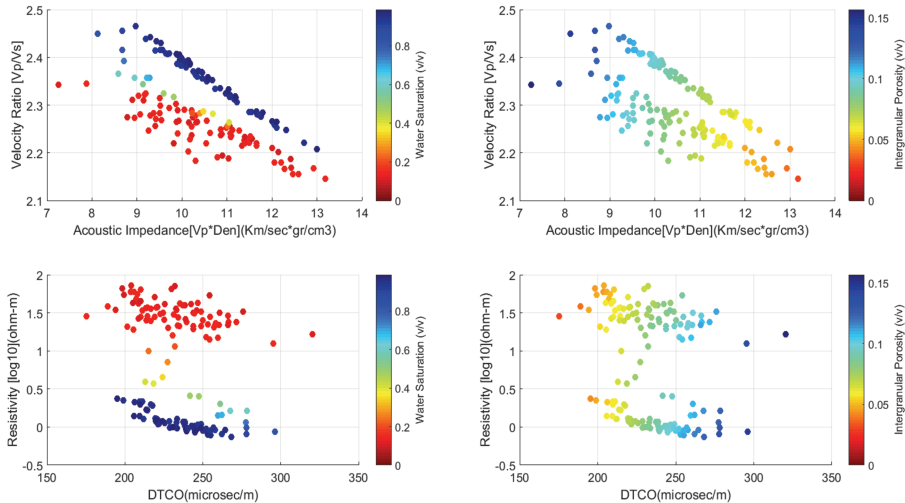 2.5
2.4
2.3
2.2
2.1
7 8 9 10 11 12 13 14
Velocity Ratio [Vp/Vs]
Acoustic Impedance[Vp*Den](Km/sec*gr/cm3)
0.8
0.6
0.4
0.2
0
Water Saturation (v/v)
2.5
2.4
2.3
2.2
2.1
7 8 9 10 11 12 13 14
Velocity Ratio [Vp/Vs]
Acoustic Impedance[Vp*Den](Km/sec*gr/cm3)
0.15
0.1
0.05
0
Intergranular Porosity (v/v)
2
1.5
1
0.5
0
-0.5
150 200 250 300 350
Resistivity [log10](ohm-m)
DTCO(microsec/m)
0.8
0.6
0.4
0.2
0
Water Saturation (v/v)
2
1.5
1
0.5
0
-0.5
150 200 250 300 350
Resistivity [log10](ohm-m)
DTCO(microsec/m)
0.15
0.1
0.05
0
Intergranular Porosity (v/v)